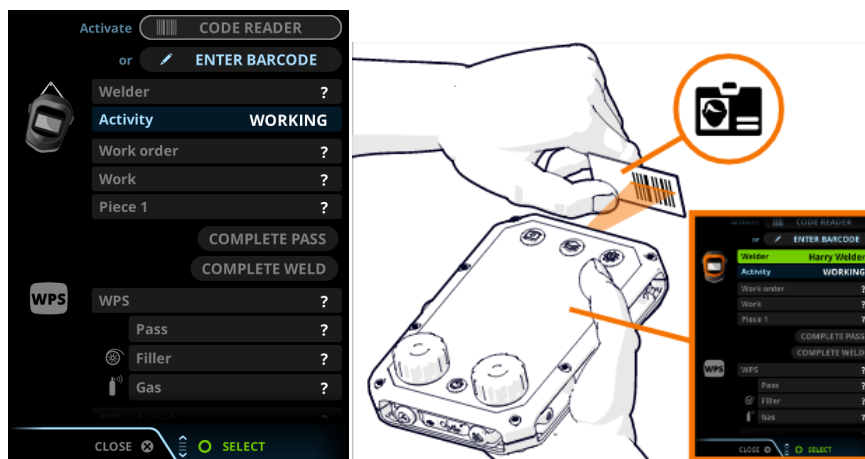 Activate CODE READER
or ENTER BARCODE
Welder ?
Activity WORKING
Work order ?
Work ?
Piece 1 ?
COMPLETE PASS
COMPLETE WELD
WPS WPS ?
Pass ?
Filler ?
Gas ?
CLOSE SELECT
Activate CODE READER
or ENTER BARCODE
Welder Harry Welder
Activity WORKING
Work order ?
Work ?
Piece 1 ?
COMPLETE PASS
COMPLETE WELD
WPS WPS ?
Pass ?
Filler ?
Gas ?
CLOSE SELECT